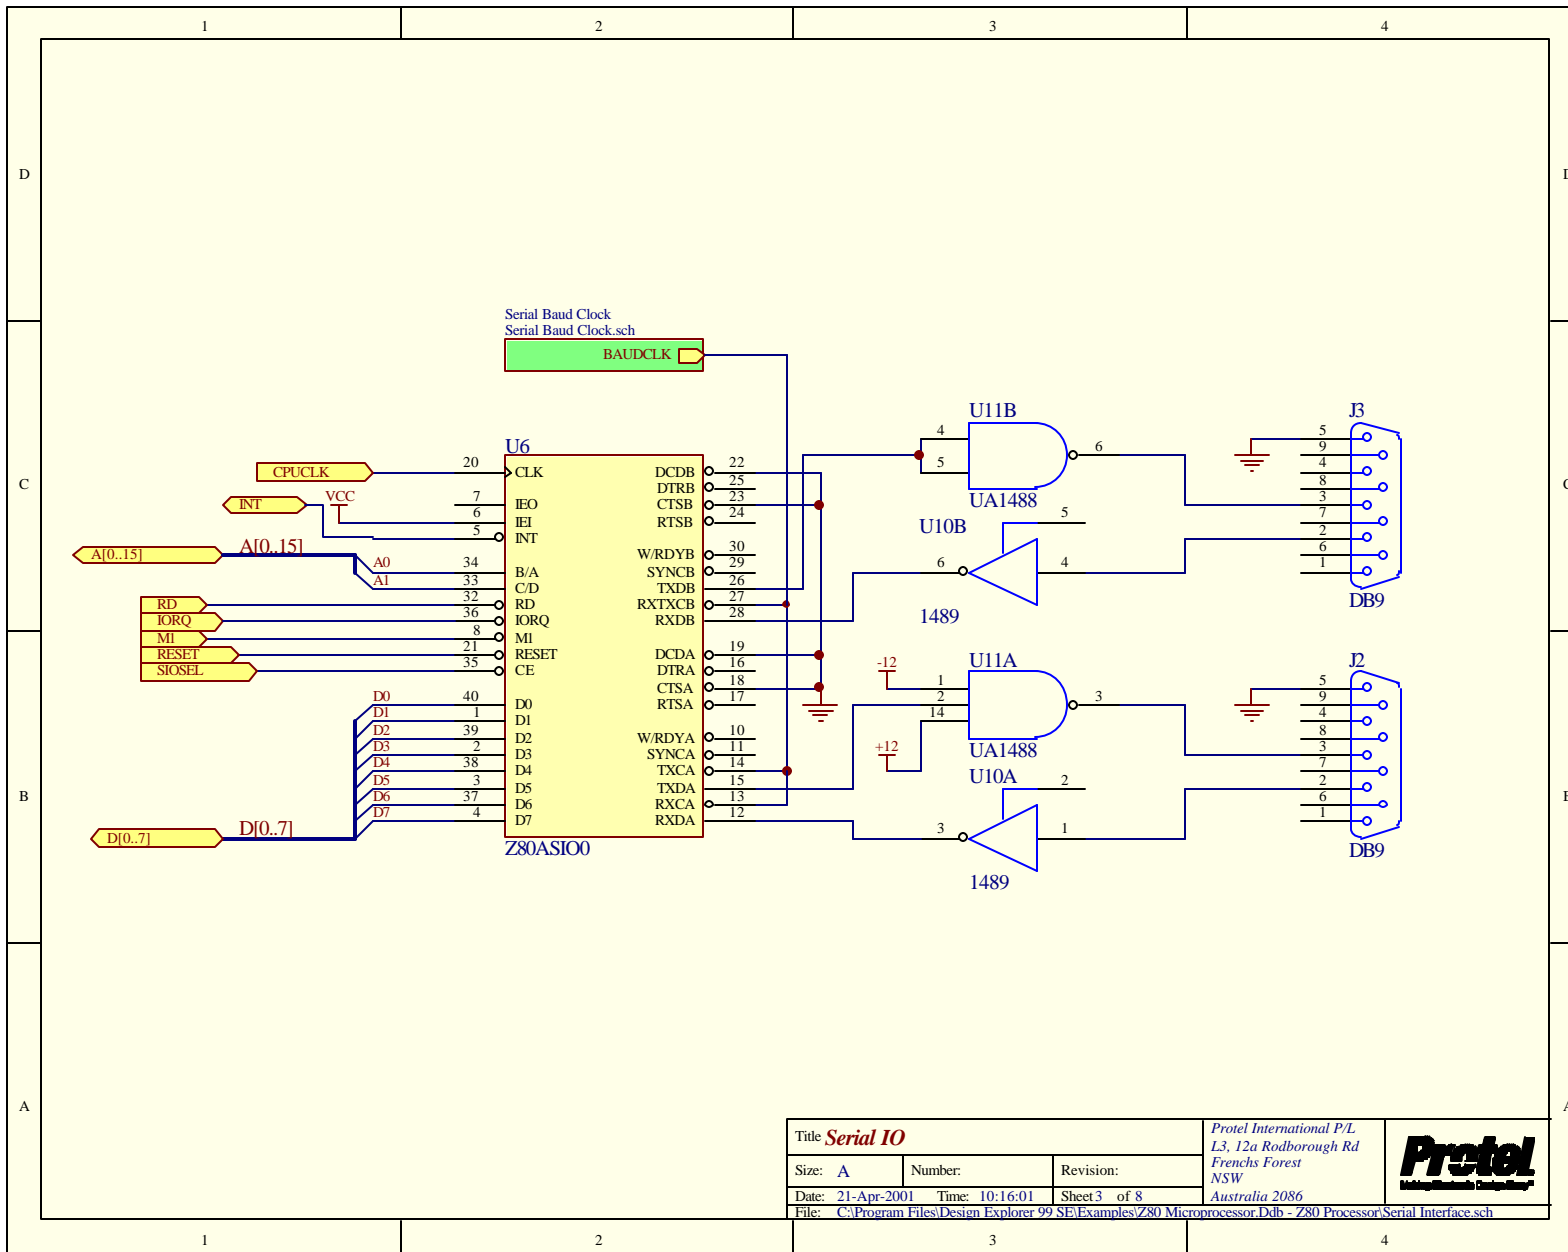 1 2 3 4
D
C
B
A
D
C
B
A
Serial Baud Clock
Serial Baud Clock.sch
BAUDCLK
U6
CPUCLK 20 CLK
INT VCC
7 IEO
6 IEI
5 INT
A[0..15] A[0..15]
A0 34 B/A
A1 33 C/D
RD 32 RD
IORQ 36 IORQ
M1 8 M1
RESET 21 RESET
SIOSEL 35 CE
D0 40 D0
D1 1 D1
D2 39 D2
D3 2 D3
D4 38 D4
D5 3 D5
D6 37 D6
D7 4 D7
D[0..7] D[0..7]
Z80ASIO0
DCDB 22
DTRB 25
CTSB 23
RTSB 24
W/RDYB 30
SYNCB 29
TXDB 26
RXTXCB 27
RXDB 28
DCDA 19
DTRA 16
CTSA 18
RTSA 17
W/RDYA 10
SYNCA 11
TXCA 14
TXDA 15
RXCA 13
RXDA 12
U11B
4
5
6
UA1488
U10B
5
6 4
1489
-12
+12
U11A
1
2
14
3
UA1488
U10A
2
3 1
1489
J3
5
9
4
8
3
7
2
6
1
DB9
J2
5
9
4
8
3
7
2
6
1
DB9
Title Serial IO
Size: A Number: Revision:
Date: 21-Apr-2001 Time: 10:16:01 Sheet 3 of 8
File: C:\Program Files\Design Explorer 99 SE\Examples\Z80 Microprocessor.Ddb - Z80 Processor\Serial Interface.sch
Protel International P/L
L3, 12a Rodborough Rd
Frenchs Forest
NSW
Australia 2086
Protel
1 2 3 4